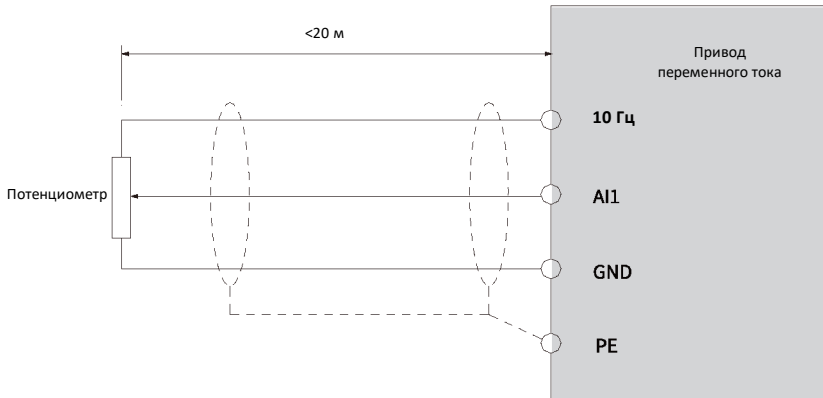 <20 м
Привод
переменного тока
10 Гц
Потенциометр
AI1
GND
PE